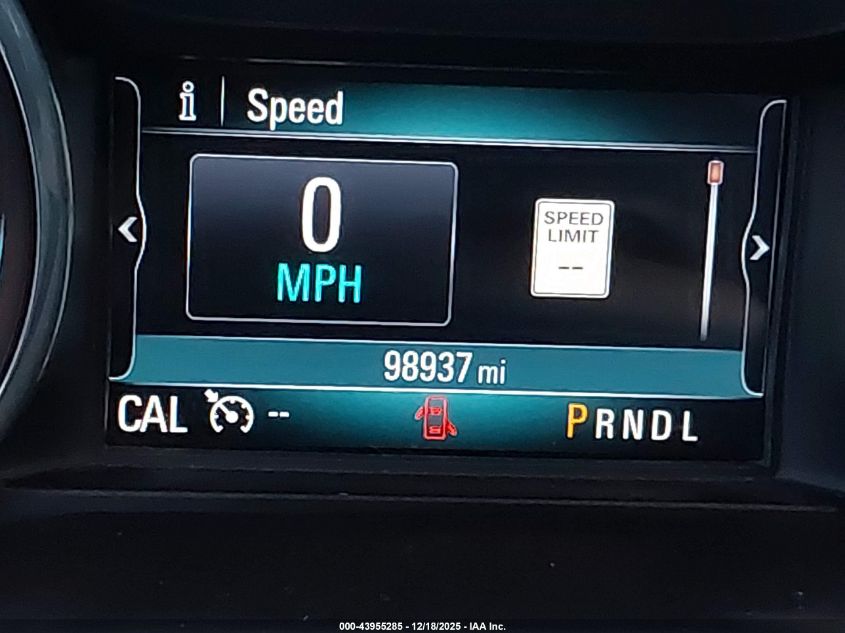 i Speed
0
MPH
SPEED
LIMIT
--
98937 mi
CAL -- PRNDL
000-43955285 - 12/18/2025 - IAA Inc.